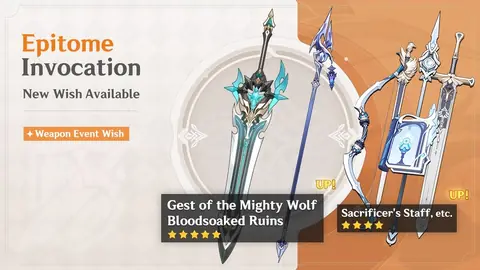 Epitome
Invocation
New Wish Available
Weapon Event Wish
UP!
Gest of the Mighty Wolf
Bloodsoaked Ruins
UP!
Sacrificer's Staff, etc.